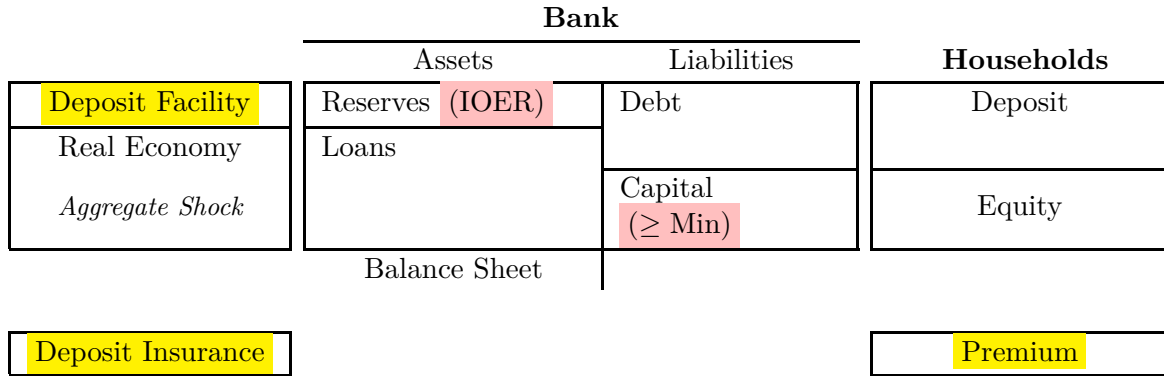 Bank
Assets Liabilities Households
Deposit Facility Reserves (IOER) Debt Deposit
Real Economy Loans
Capital
Aggregate Shock Equity
(≥ Min)
Balance Sheet
Deposit Insurance Premium